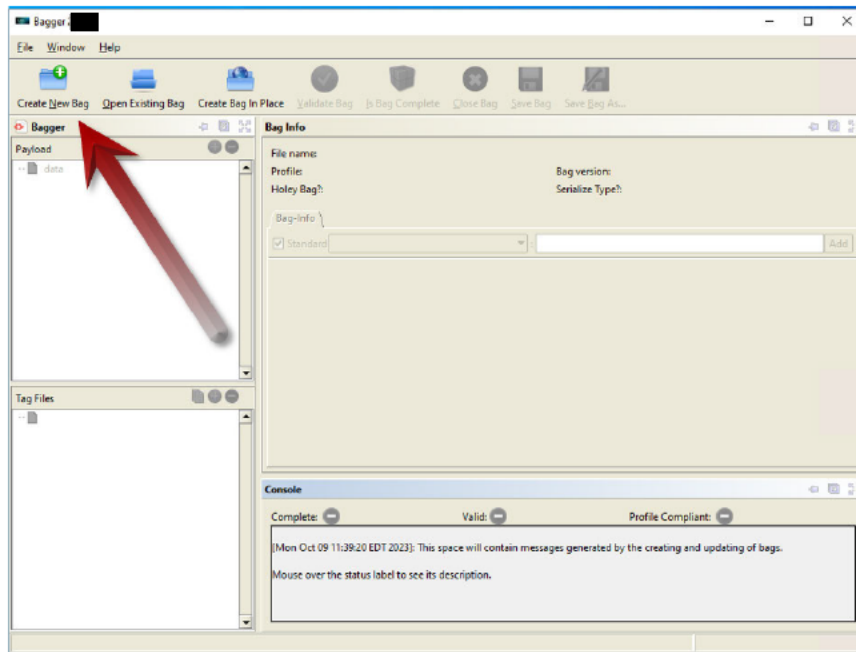 Bagger
File Window Help
Create New Bag Open Existing Bag Create Bag In Place Validate Bag Is Bag Complete Close Bag Save Bag Save Bag As...
Bagger
Payload
data
Tag Files
Bag Info
File name:
Profile: Bag version:
Holey Bag?: Serialize Type?:
Bag-Info
Standard : Add
Console
Complete: Valid: Profile Compliant:
[Mon Oct 09 11:39:20 EDT 2023]: This space will contain messages generated by the creating and updating of bags.
Mouse over the status label to see its description.